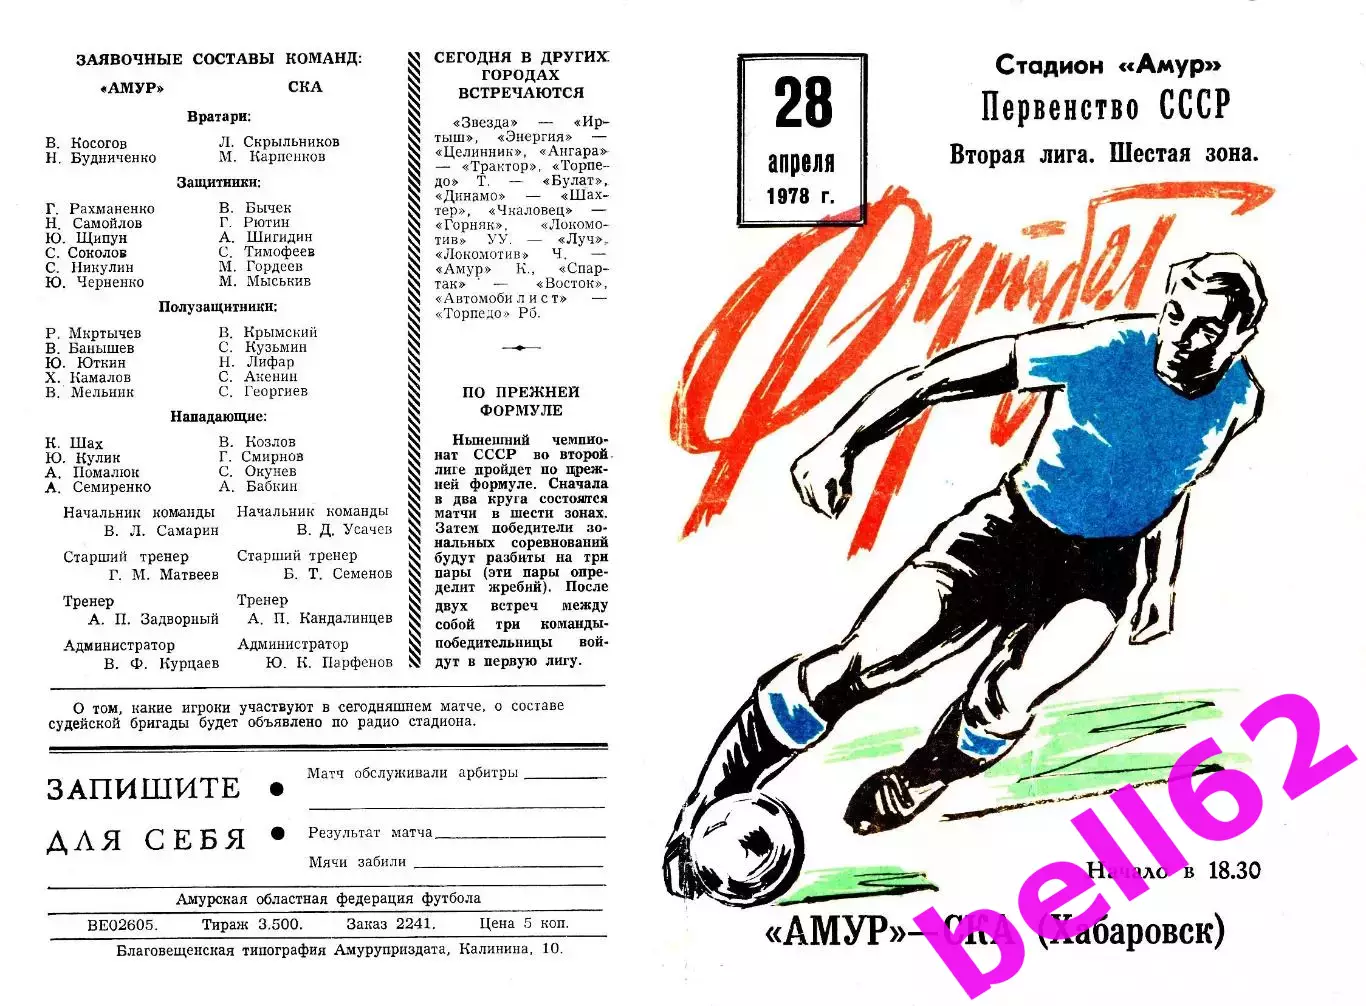 ЗАЯВОЧНЫЕ СОСТАВЫ КОМАНД:
«АМУР» СКА
Вратари:
В. Косогов Л. Скрыльников
Н. Будниченко М. Карпенков
Защитники:
Г. Рахманенко В. Бычек
Н. Самойлов Г. Рютин
Ю. Щипун А. Шигидин
С. Соколов С. Тимофеев
С. Никулин М. Гордеев
Ю. Черненко М. Мыськив
Полузащитники:
Р. Мкртычев В. Крымский
В. Банышев С. Кузьмин
Ю. Юткин Н. Лифар
Х. Камалов С. Акенин
В. Мельник С. Георгиев
Нападающие:
К. Шах В. Козлов
Ю. Кулик Г. Смирнов
А. Помалюк С. Окунев
А. Семиренко А. Бабкин
Начальник команды Начальник команды
В. Л. Самарин В. Д. Усачев
Старший тренер Старший тренер
Г. М. Матвеев Б. Т. Семенов
Тренер Тренер
А. П. Задворный А. П. Кандалинцев
Администратор Администратор
В. Ф. Курцаев Ю. К. Парфенов
СЕГОДНЯ В ДРУГИХ
ГОРОДАХ
ВСТРЕЧАЮТСЯ
«Звезда» — «Ир-
тыш», «Энергия» —
«Целинник», «Ангара»
— «Трактор», «Торпе-
до» Т. — «Булат»,
«Динамо» — «Шах-
тер», «Чкаловец» —
«Горняк», «Локомо-
тив» УУ. — «Луч»,
«Локомотив» Ч. —
«Амур» К., «Спар-
так» — «Восток»,
«Автомобилист» —
«Торпедо» Рб.
ПО ПРЕЖНЕЙ
ФОРМУЛЕ
Нынешний чемпио-
нат СССР во второй
лиге пройдет по преж-
ней формуле. Сначала
в два круга состоятся
матчи в шести зонах.
Затем победители зо-
нальных соревнований
будут разбиты на три
пары (эти пары опре-
делит жребий). После
двух встреч между
собой три команды-
победительницы вой-
дут в первую лигу.
О том, какие игроки участвуют в сегодняшнем матче, о составе
судейской бригады будет объявлено по радио стадиона.
ЗАПИШИТЕ •
ДЛЯ СЕБЯ •
Матч обслуживали арбитры
Результат матча
Мячи забили
Амурская областная федерация футбола
ВЕ02605. Тираж 3.500. Заказ 2241. Цена 5 коп.
Благовещенская типография Амуруприздата, Калинина, 10.
28
апреля
1978 г.
Стадион «Амур»
Первенство СССР
Вторая лига. Шестая зона.
Футбол
Начало в 18.30
«АМУР»—СКА (Хабаровск)
bell62